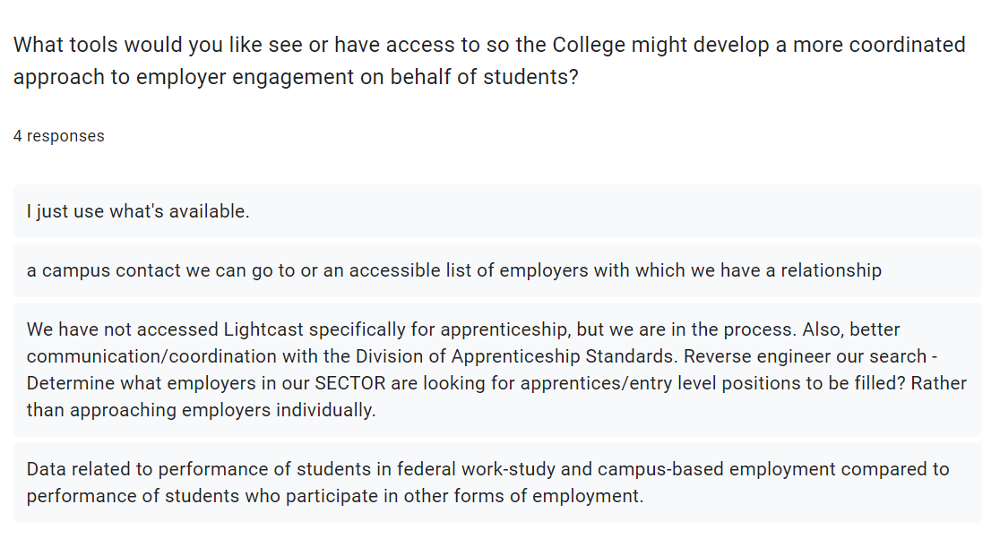 What tools would you like see or have access to so the College might develop a more coordinated
approach to employer engagement on behalf of students?
4 responses
I just use what's available.
a campus contact we can go to or an accessible list of employers with which we have a relationship
We have not accessed Lightcast specifically for apprenticeship, but we are in the process. Also, better
communication/coordination with the Division of Apprenticeship Standards. Reverse engineer our search -
Determine what employers in our SECTOR are looking for apprentices/entry level positions to be filled? Rather
than approaching employers individually.
Data related to performance of students in federal work-study and campus-based employment compared to
performance of students who participate in other forms of employment.